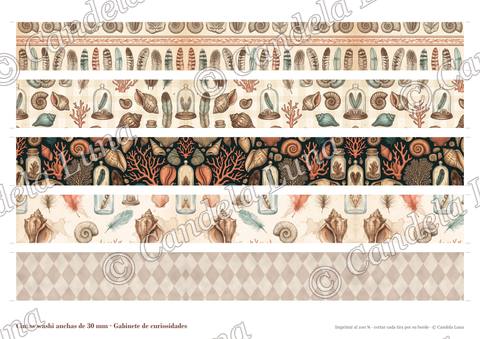 © Candela Luna
Cintas washi anchas de 30 mm · Gabinete de curiosidades
Imprimir al 100 % · cortar cada tira por su borde · © Candela Luna